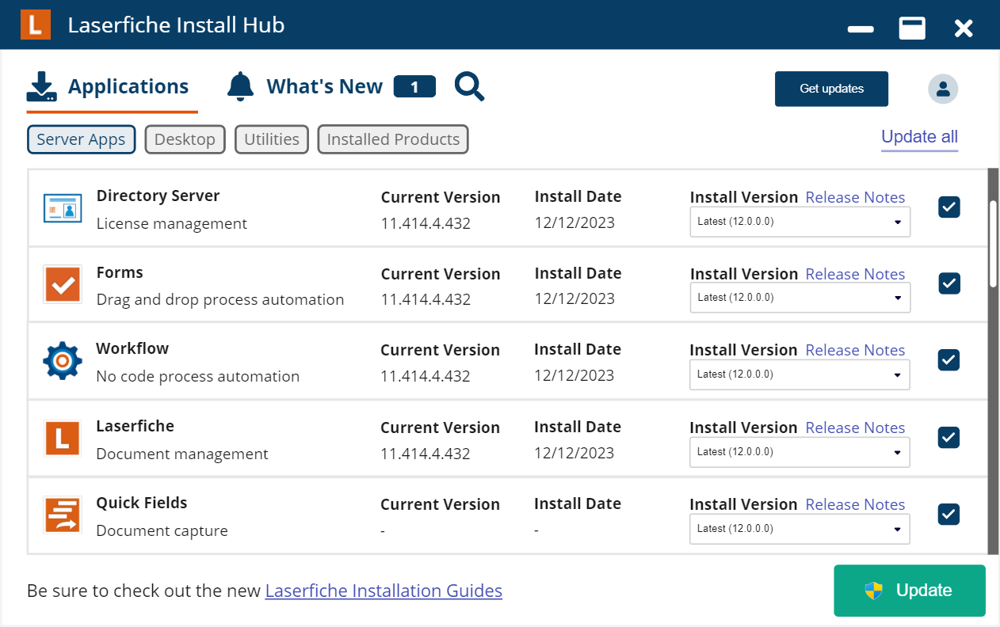 L Laserfiche Install Hub
Applications What's New 1 Get updates
Server Apps Desktop Utilities Installed Products Update all
Directory Server Current Version Install Date Install Version Release Notes
License management 11.414.4.432 12/12/2023 Latest (12.0.0.0)
Forms Current Version Install Date Install Version Release Notes
Drag and drop process automation 11.414.4.432 12/12/2023 Latest (12.0.0.0)
Workflow Current Version Install Date Install Version Release Notes
No code process automation 11.414.4.432 12/12/2023 Latest (12.0.0.0)
L Laserfiche Current Version Install Date Install Version Release Notes
Document management 11.414.4.432 12/12/2023 Latest (12.0.0.0)
Quick Fields Current Version Install Date Install Version Release Notes
Document capture - - Latest (12.0.0.0)
Be sure to check out the new Laserfiche Installation Guides Update